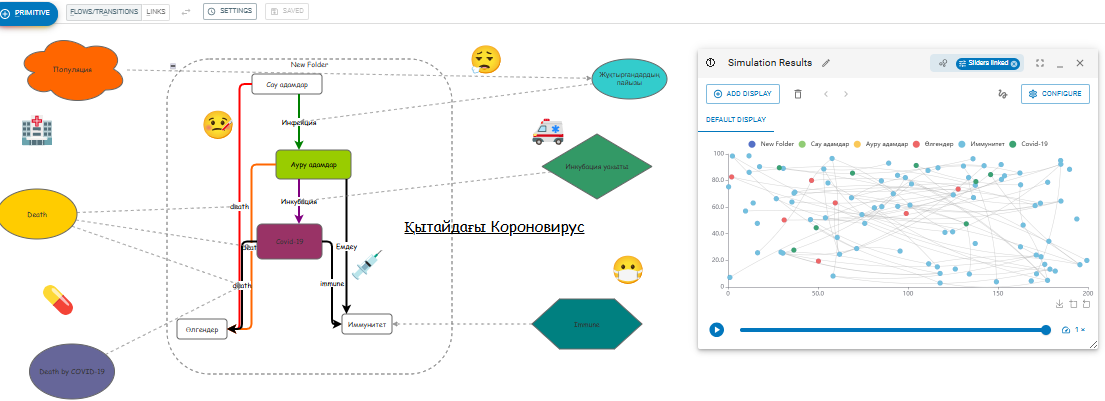 PRIMITIVE
FLOWS/TRANSITIONS
LINKS
SETTINGS
SAVED
New Folder
Популяция
Сау адамдар
Жұқтырғандардың
пайызы
Инфекция
Ауру адамдар
Инкубация уақыты
Инкубация
Death
death
Covid-19
death
Емдеу
Қытайдағы Короновирус
death
immune
Өлгендер
Иммунитет
Immune
Death by COVID-19
Simulation Results
Sliders linked
ADD DISPLAY
CONFIGURE
DEFAULT DISPLAY
New Folder
Сау адамдар
Ауру адамдар
Өлгендер
Иммунитет
Covid-19
100
80.0
60.0
40.0
20.0
0.00
0
50.0
100
150
200
1 ×